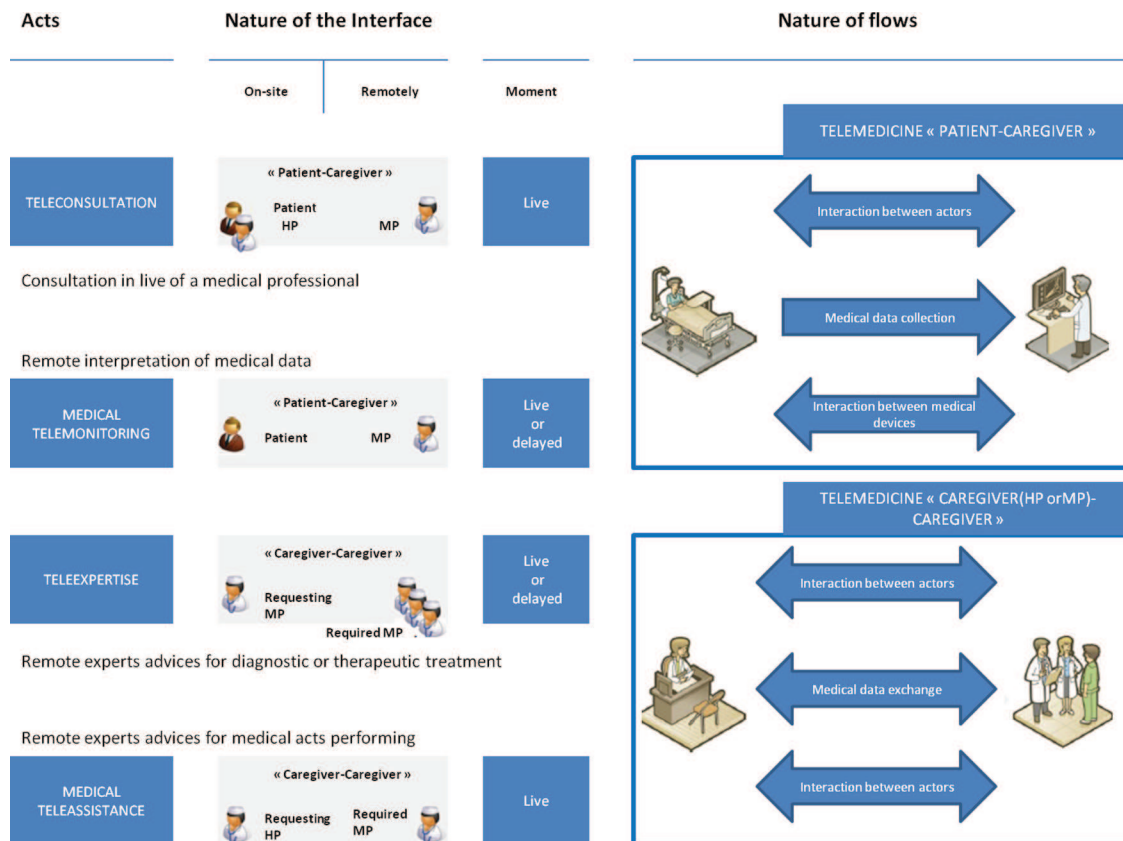 Acts
Nature of the Interface
Nature of flows
On-site
Remotely
Moment
TELECONSULTATION
« Patient-Caregiver »
Patient
HP
MP
Live
Consultation in live of a medical professional
Remote interpretation of medical data
MEDICAL
TELEMONITORING
« Patient-Caregiver »
Patient
MP
Live
or
delayed
TELEEXPERTISE
« Caregiver-Caregiver »
Requesting
MP
Required MP
Live
or
delayed
Remote experts advices for diagnostic or therapeutic treatment
Remote experts advices for medical acts performing
MEDICAL
TELEASSISTANCE
« Caregiver-Caregiver »
Requesting
HP
Required
MP
Live
TELEMEDICINE « PATIENT-CAREGIVER »
Interaction between actors
Medical data collection
Interaction between medical
devices
TELEMEDICINE « CAREGIVER(HP orMP)-
CAREGIVER »
Interaction between actors
Medical data exchange
Interaction between actors